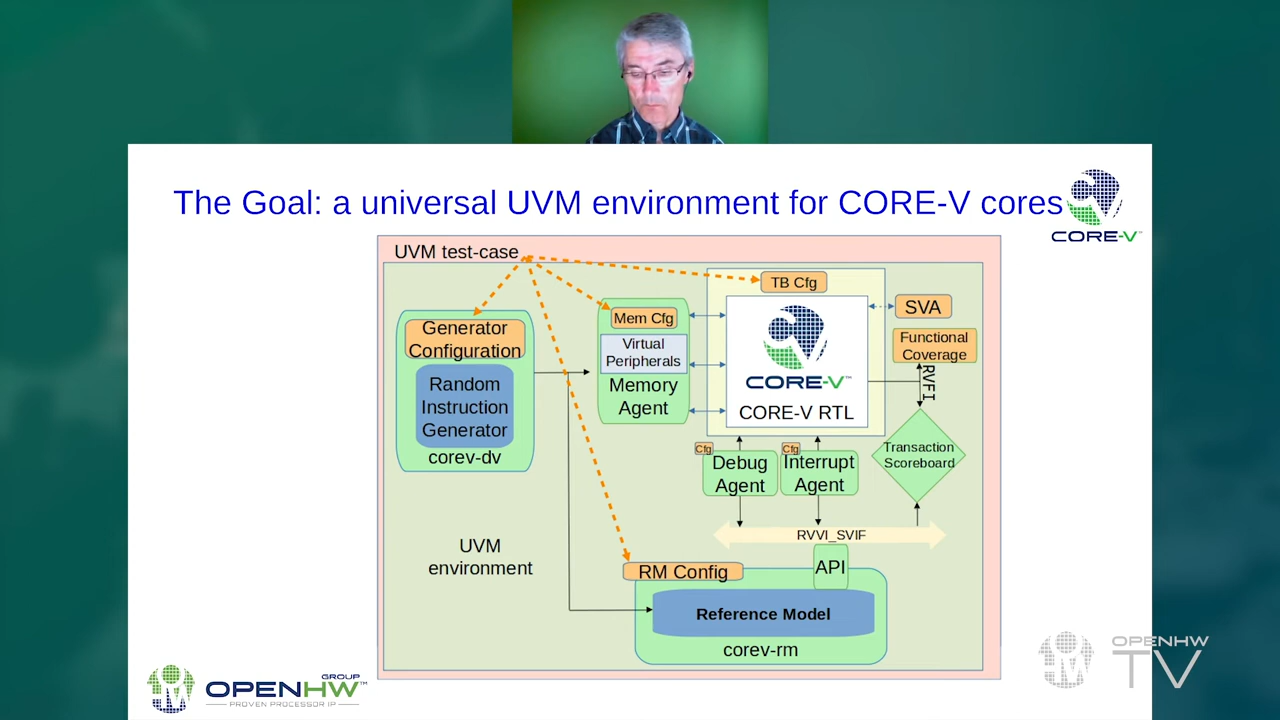 The Goal: a universal UVM environment for CORE-V cores
CORE-V™
UVM test-case
TB Cfg
SVA
Generator
Configuration
Mem Cfg
Functional
Coverage
Virtual
Peripherals
RVFI
Random
Instruction
Generator
Memory
Agent
CORE-V™
CORE-V RTL
corev-dv
Cfg
Cfg
Debug
Agent
Interrupt
Agent
Transaction
Scoreboard
RVVI_SVIF
UVM
environment
RM Config
API
Reference Model
corev-rm
OPENHW™
GROUP
PROVEN PROCESSOR IP
OPENHW
TV